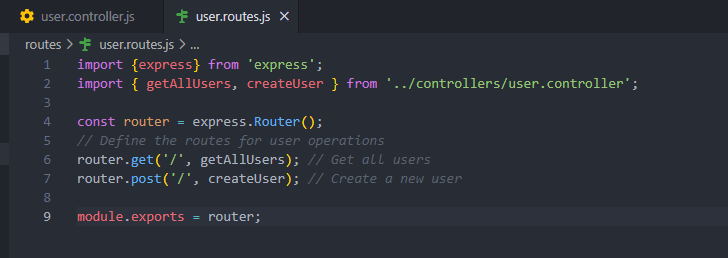 user.controller.js
user.routes.js ×
routes > user.routes.js > ...
1 import {express} from 'express';
2 import { getAllUsers, createUser } from '../controllers/user.controller';
3
4 const router = express.Router();
5 // Define the routes for user operations
6 router.get('/', getAllUsers); // Get all users
7 router.post('/', createUser); // Create a new user
8
9 module.exports = router;